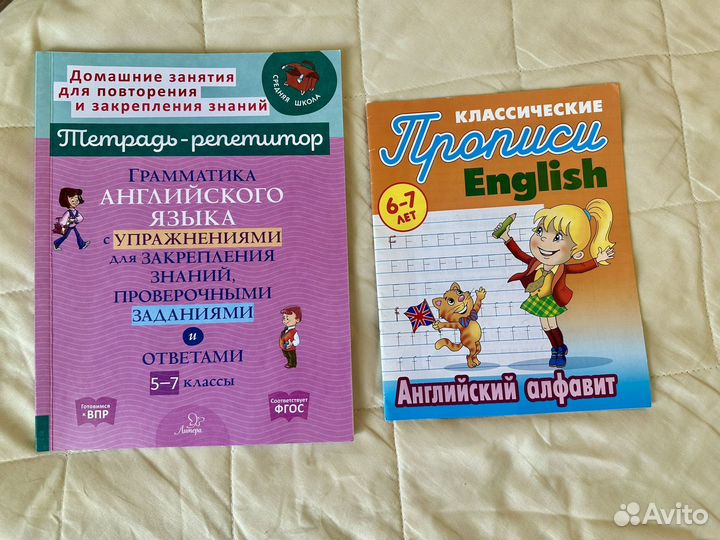 Домашние занятия
для повторения
и закрепления знаний
СРЕДНЯЯ ШКОЛА
Тетрадь-репетитор
Грамматика
английского
языка
с упражнениями
для закрепления
знаний,
проверочными
заданиями
и
ответами
5–7 классы
Готовимся
к ВПР
Литера
Соответствует
ФГОС
КЛАССИЧЕСКИЕ
Прописи
English
6-7
ЛЕТ
Английский алфавит
Avito